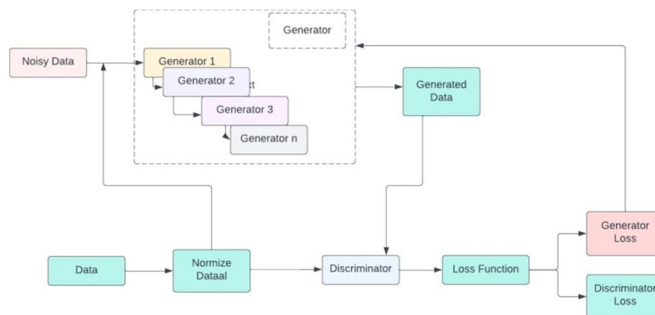 Generator
Noisy Data
Generator 1
Generator 2
xt
Generator 3
Generator n
Generated
Data
Data
Normize
Dataal
Discriminator
Loss Function
Generator
Loss
Discriminator
Loss